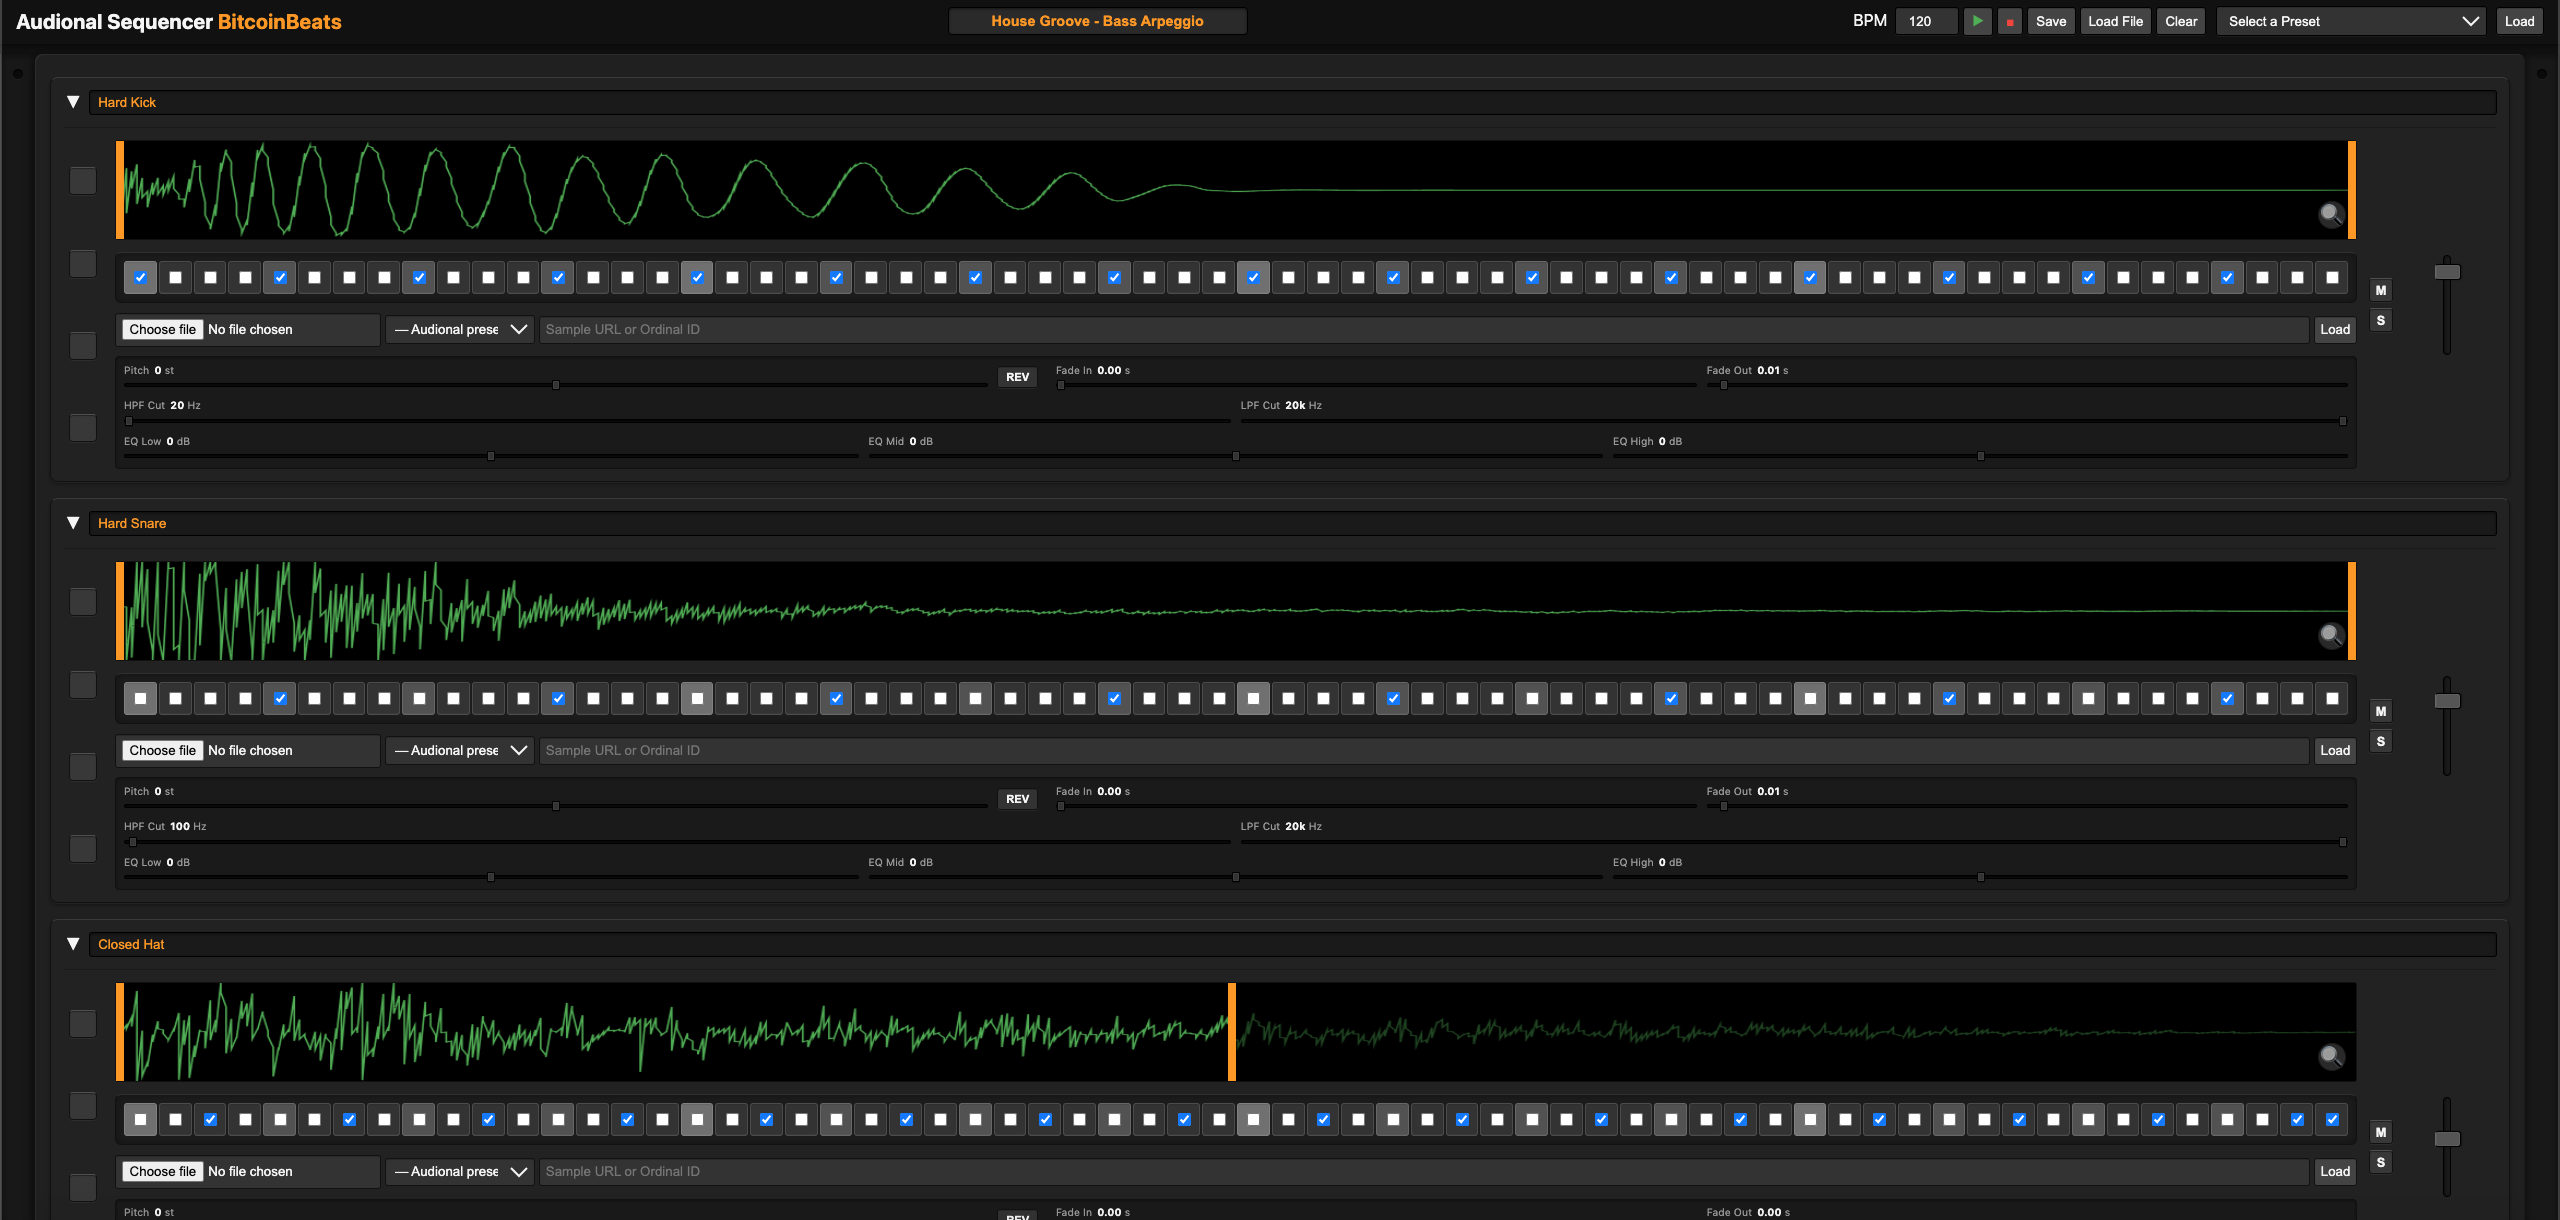 Audional Sequencer BitcoinBeats
House Groove - Bass Arpeggio
BPM 120 Save Load File Clear Select a Preset Load
Hard Kick
M
S
Choose file No file chosen — Audional prese Sample URL or Ordinal ID Load
Pitch 0 st REV Fade In 0.00 s Fade Out 0.01 s
HPF Cut 20 Hz LPF Cut 20k Hz
EQ Low 0 dB EQ Mid 0 dB EQ High 0 dB
Hard Snare
M
S
Choose file No file chosen — Audional prese Sample URL or Ordinal ID Load
Pitch 0 st REV Fade In 0.00 s Fade Out 0.01 s
HPF Cut 100 Hz LPF Cut 20k Hz
EQ Low 0 dB EQ Mid 0 dB EQ High 0 dB
Closed Hat
M
S
Choose file No file chosen — Audional prese Sample URL or Ordinal ID Load
Pitch 0 st REV Fade In 0.00 s Fade Out 0.00 s